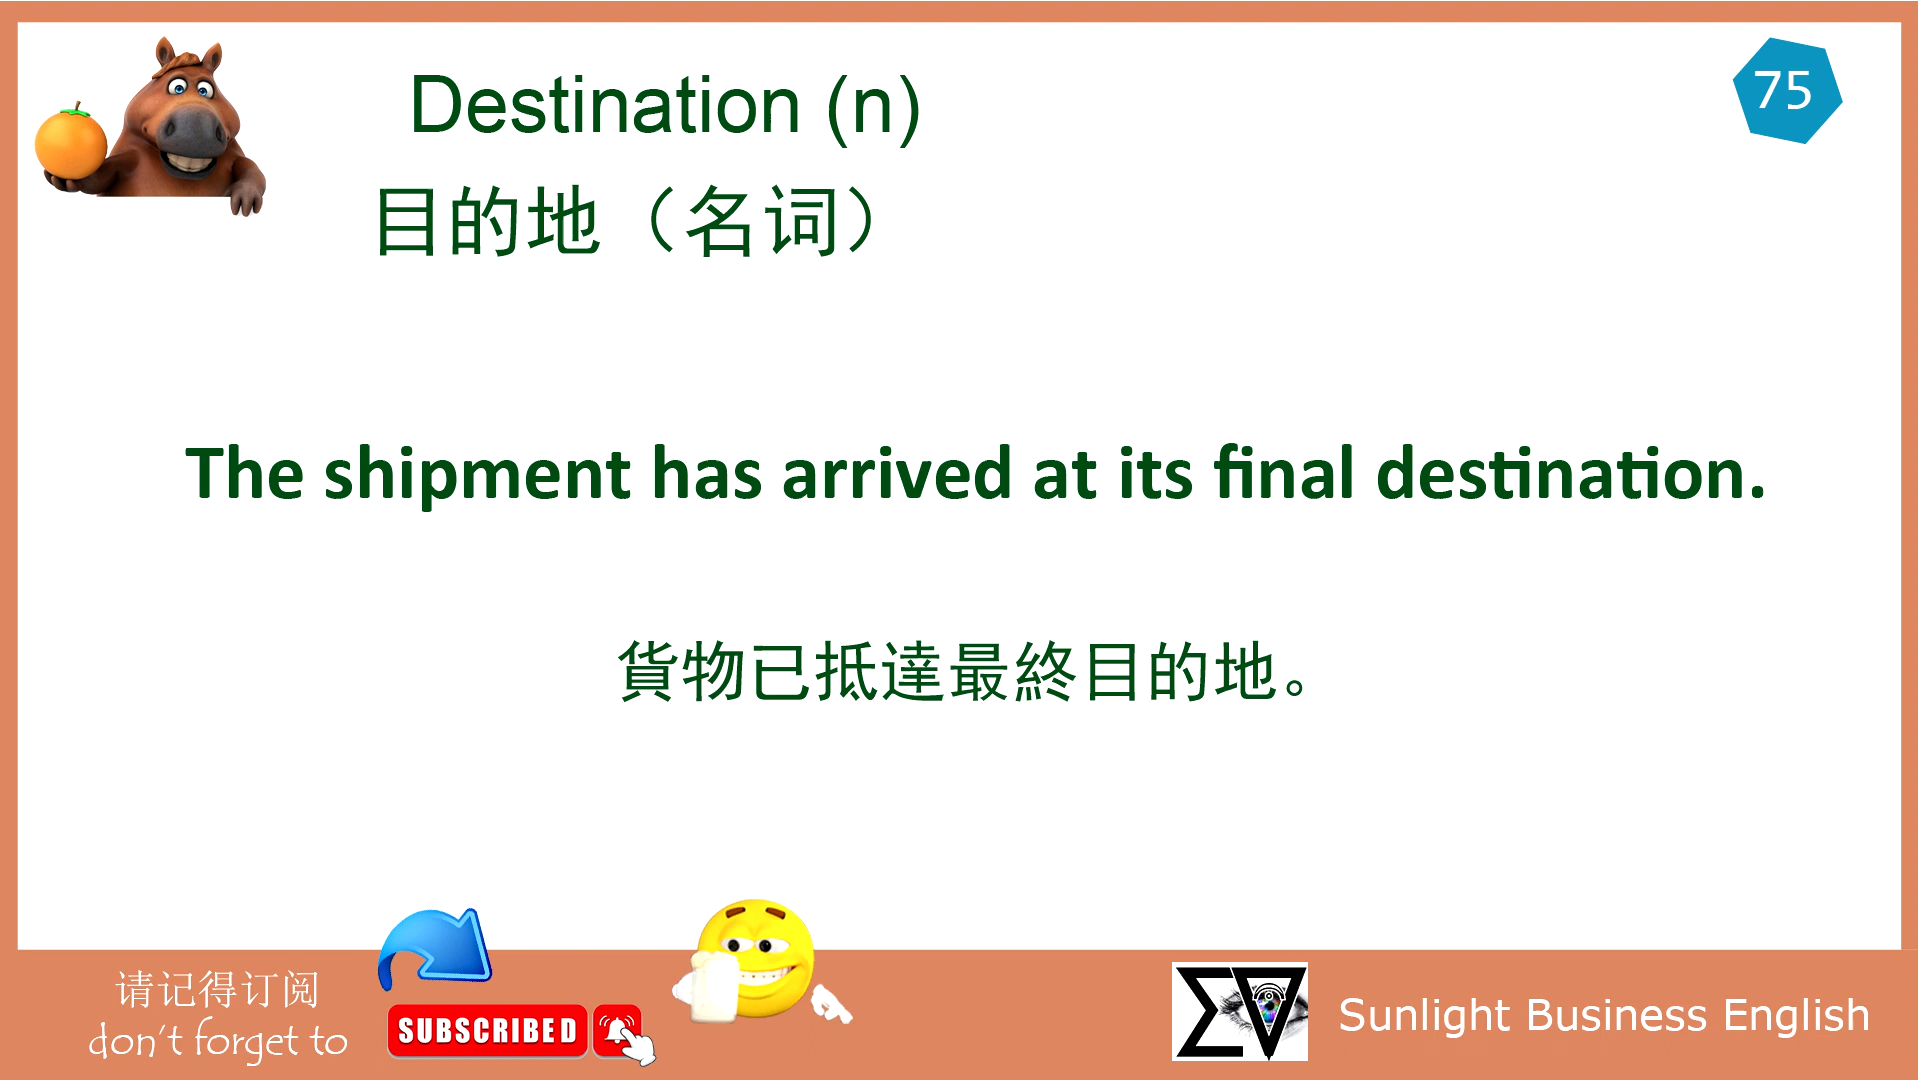 Destination (n)
75
目的地（名词）
The shipment has arrived at its final destination.
貨物已抵達最終目的地。
请记得订阅
don't forget to
SUBSCRIBED
Sunlight Business English